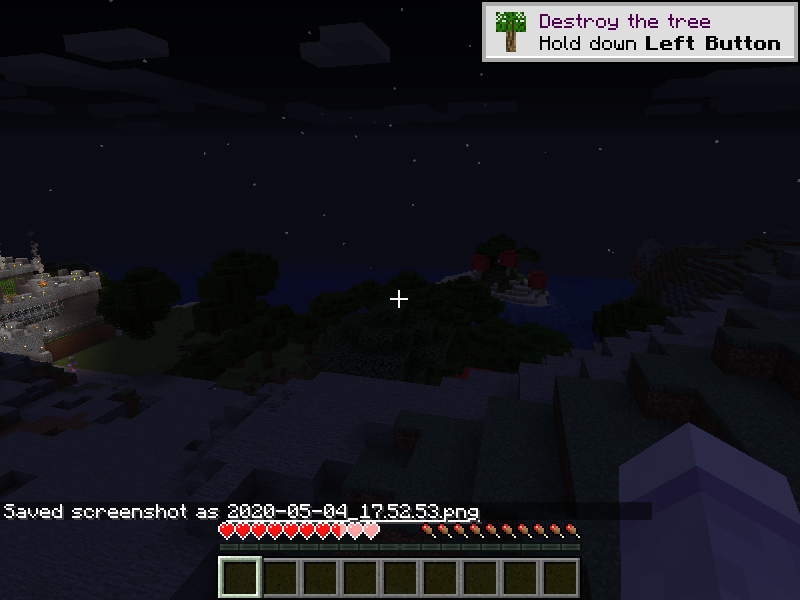 Destroy the tree
Hold down Left Button
Saved screenshot as 2020-05-04_17.52.53.png